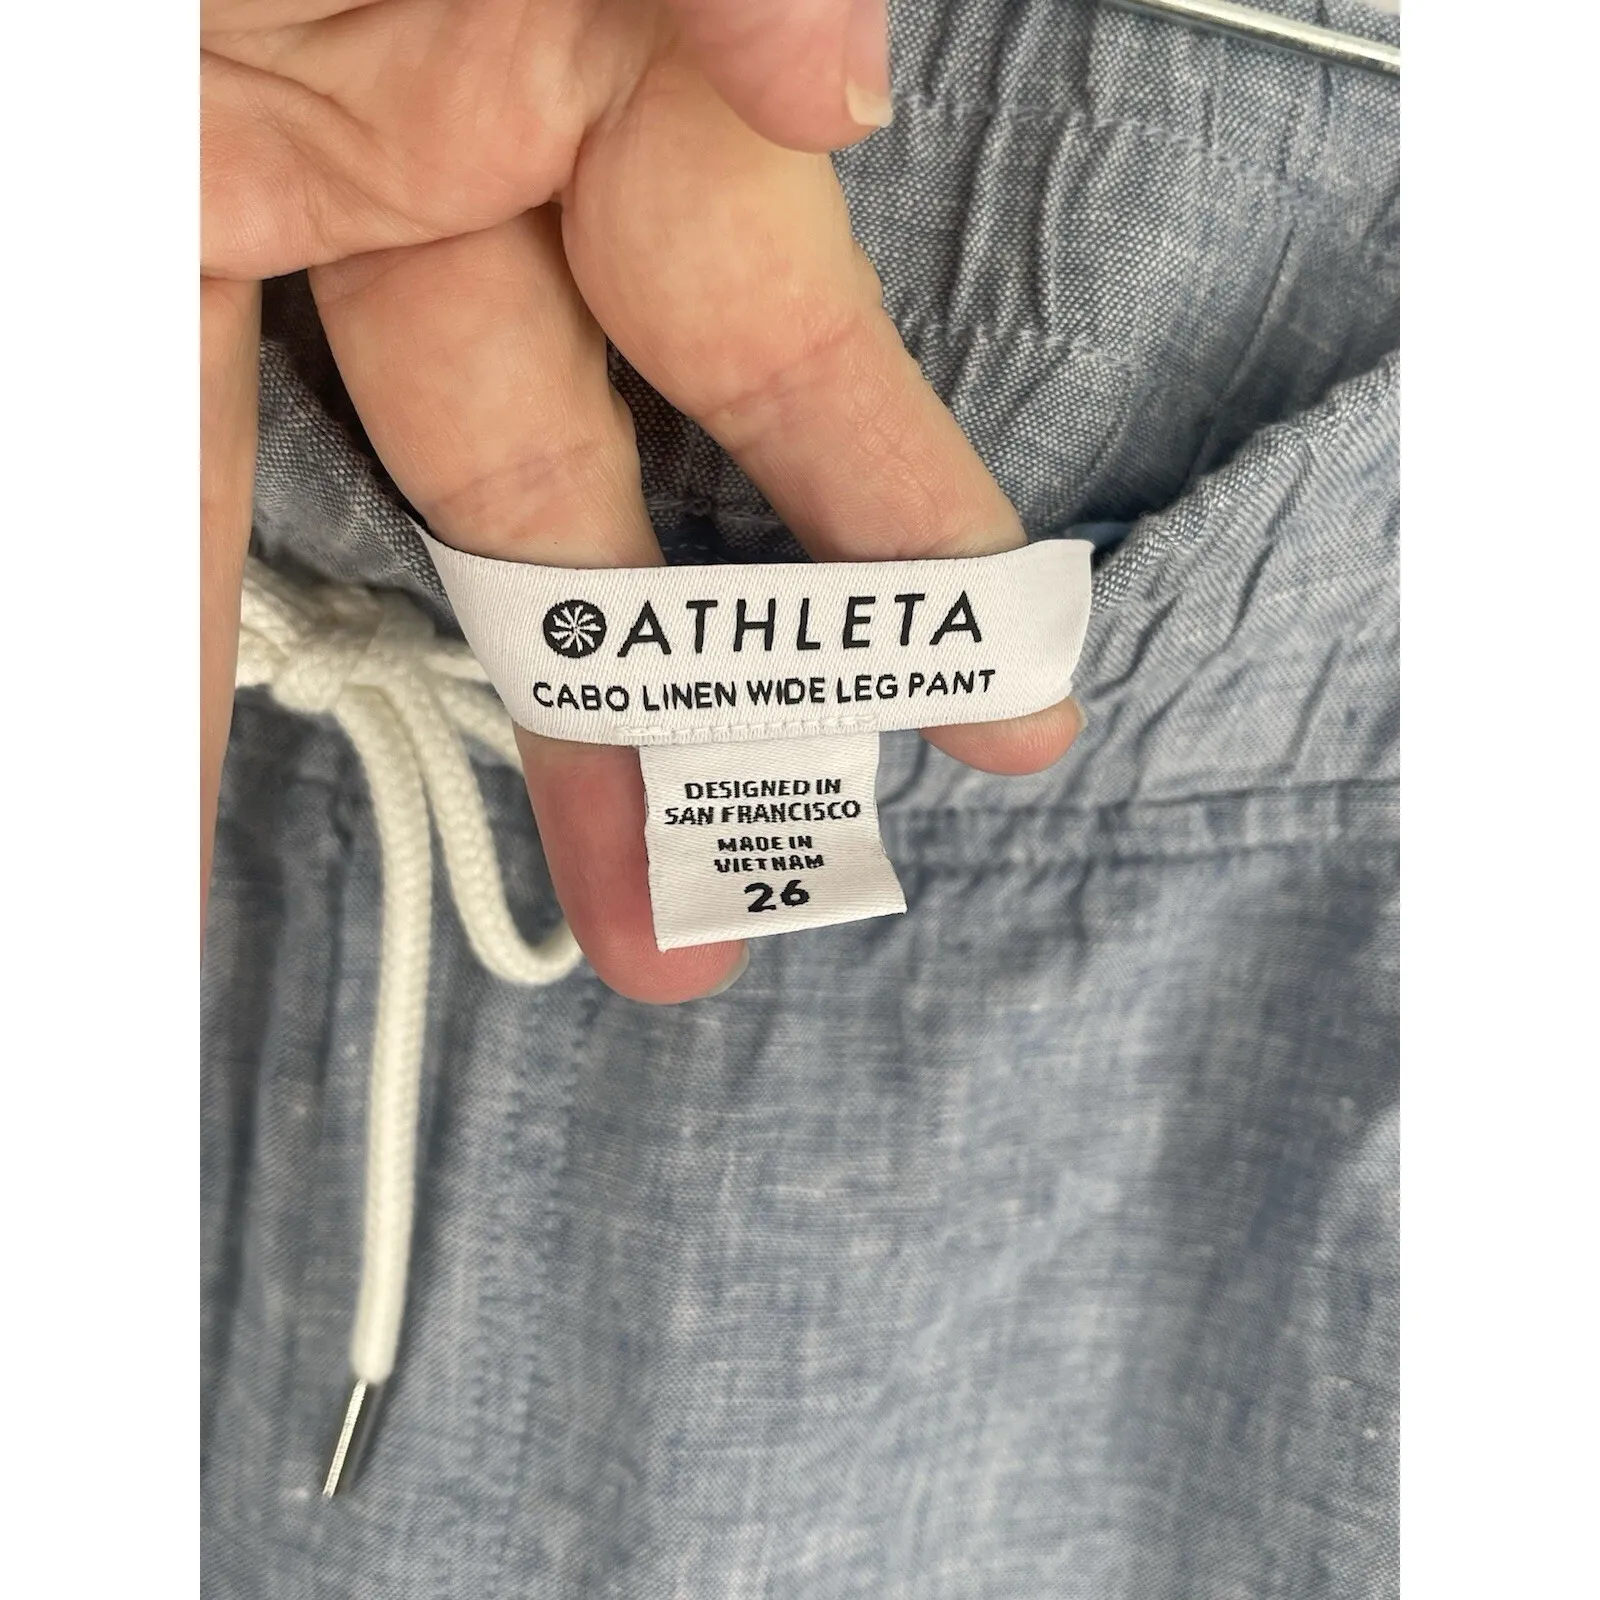 ATHLETA
CABO LINEN WIDE LEG PANT
DESIGNED IN
SAN FRANCISCO
MADE IN
VIETNAM
26